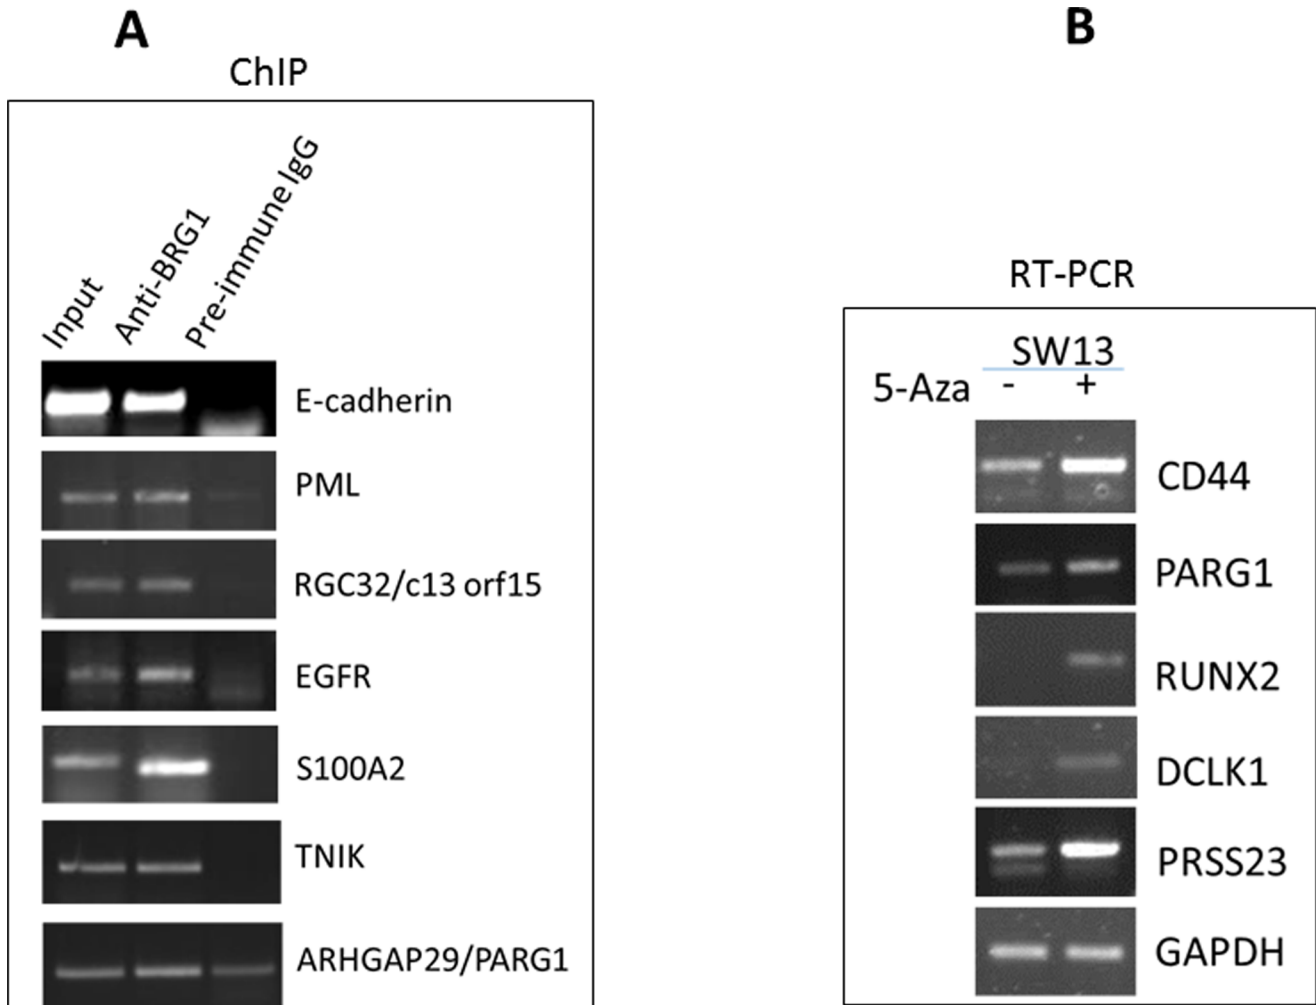 A
ChIP
Input
Anti-BRG1
Pre-immune IgG
E-cadherin
PML
RGC32/c13 orf15
EGFR
S100A2
TNIK
ARHGAP29/PARG1
B
RT-PCR
SW13
5-Aza - +
CD44
PARG1
RUNX2
DCLK1
PRSS23
GAPDH